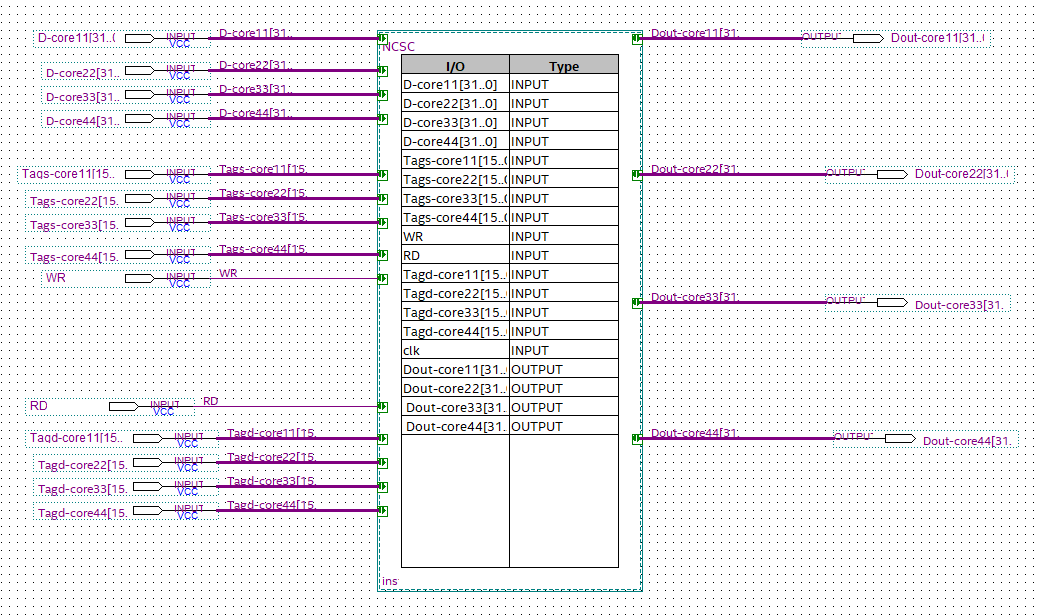 D-core11[31..0 INPUT VCC D-core11[31.. Dout-core11[31. OUTPUT Dout-core11[31..
NCSC
I/O Type
D-core22[31.. INPUT VCC D-core22[31..
D-core11[31..0] INPUT
D-core33[31.. INPUT VCC D-core33[31..
D-core22[31..0] INPUT
D-core44[31.. INPUT VCC D-core44[31..
D-core33[31..0] INPUT
D-core44[31..0] INPUT
Tags-core11[15..0 INPUT
Tags-core11[15.. INPUT VCC Tags-core11[15. Dout-core22[31. OUTPUT Dout-core22[31..
Tags-core22[15..0 INPUT
Tags-core22[15. INPUT VCC Tags-core22[15.
Tags-core33[15..0 INPUT
Tags-core33[15. INPUT VCC Tags-core33[15.
Tags-core44[15..0 INPUT
WR INPUT
Tags-core44[15. INPUT VCC Tags-core44[15.
RD INPUT
WR INPUT VCC WR
Tagd-core11[15.. INPUT
Tagd-core22[15.. INPUT
Dout-core33[31. OUTPUT Dout-core33[31.
Tagd-core33[15.. INPUT
Tagd-core44[15.. INPUT
clk INPUT
Dout-core11[31.. OUTPUT
Dout-core22[31.. OUTPUT
RD INPUT VCC RD
Dout-core33[31. OUTPUT
Dout-core44[31. OUTPUT
Tagd-core11[15.. INPUT VCC Tagd-core11[15. Dout-core44[31. OUTPUT Dout-core44[31.
Tagd-core22[15. INPUT VCC Tagd-core22[15.
Tagd-core33[15. INPUT VCC Tagd-core33[15.
Tagd-core44[15. INPUT VCC Tagd-core44[15.
ins